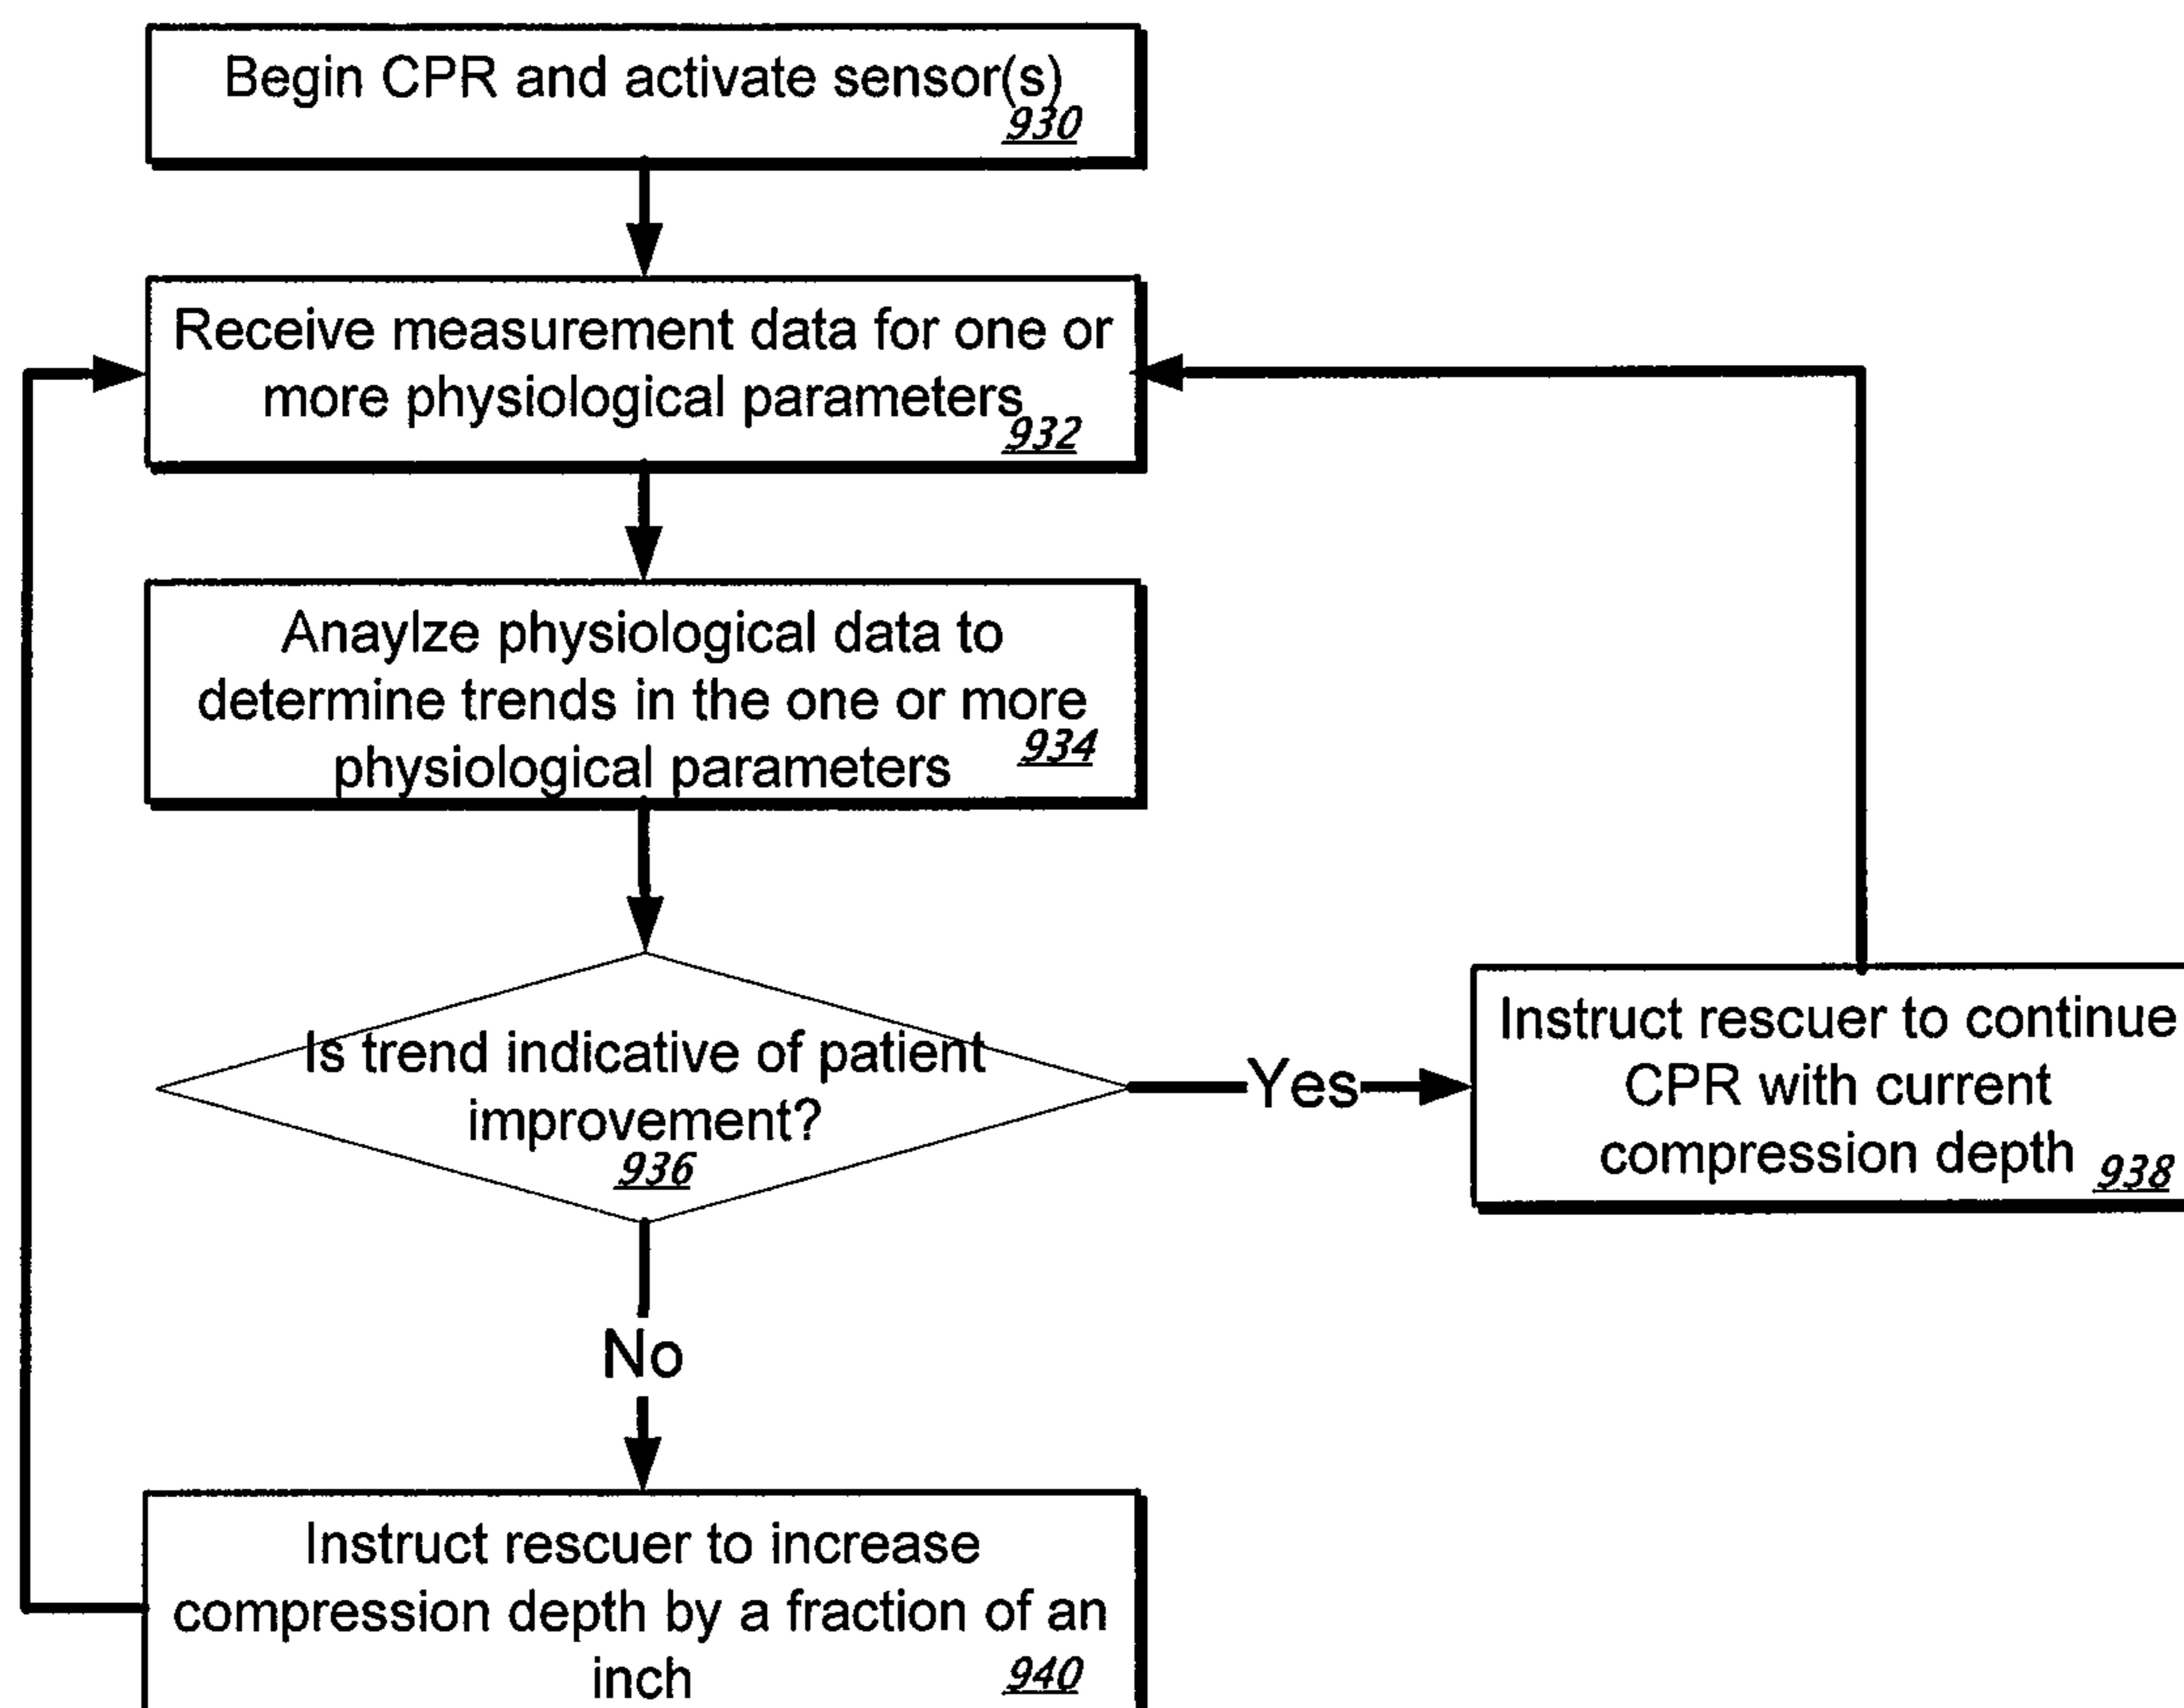 Begin CPR and activate sensor(s)
930
Receive measurement data for one or
more physiological parameters
932
Anaylze physiological data to
determine trends in the one or more
physiological parameters 934
Is trend indicative of patient
improvement?
936
Yes
Instruct rescuer to continue
CPR with current
compression depth 938
No
Instruct rescuer to increase
compression depth by a fraction of an
inch 940